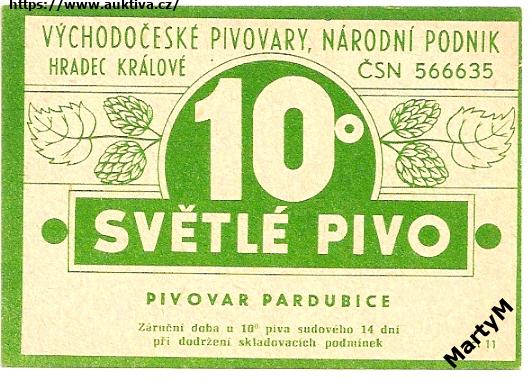 https://www.auktiva.cz/
VÝCHODOČESKÉ PIVOVARY, NÁRODNÍ PODNIK
HRADEC KRÁLOVÉ
ČSN 566635
10°
SVĚTLÉ PIVO
PIVOVAR PARDUBICE
Záruční doba u 10° piva sudového 14 dní
při dodržení skladovacích podmínek
11
MartyM